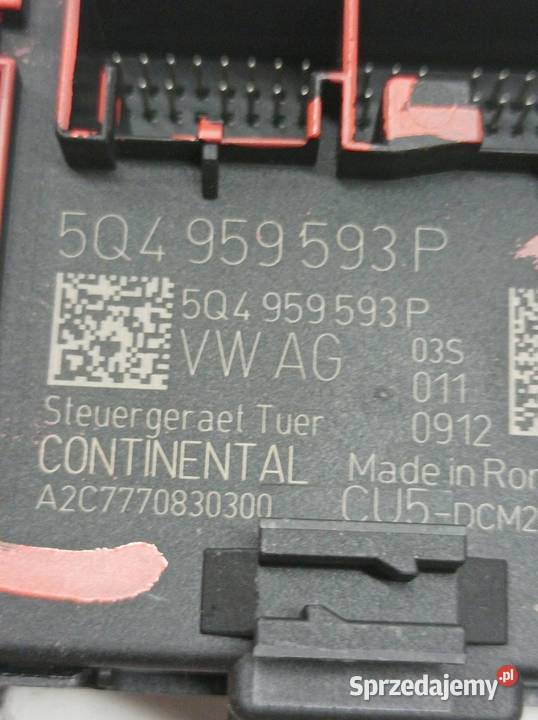 5Q4 959 593 P
5Q4 959 593 P
VW AG
03S
011
0912
Steuergeraet Tuer
CONTINENTAL
Made in Rom
A2C7770830300
CU5-DCM2
Sprzedajemy.pl